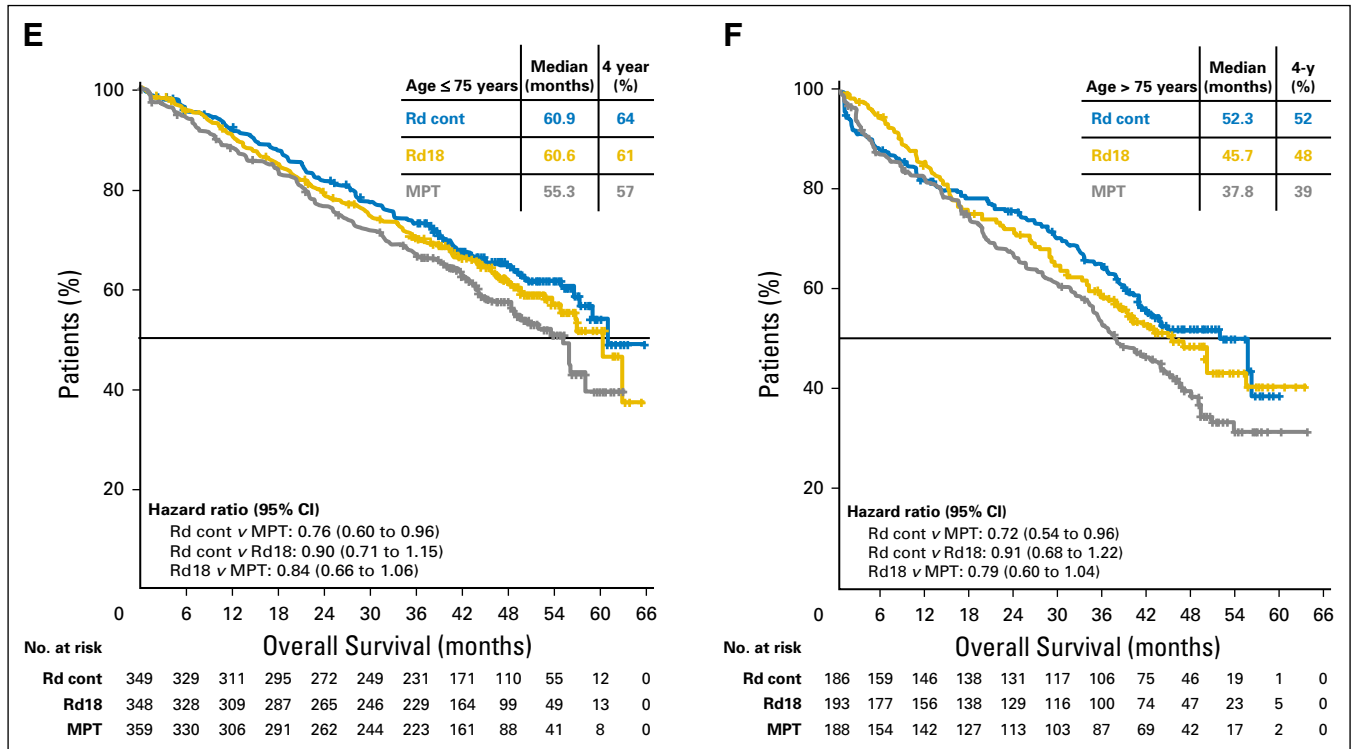 E
Age ≤ 75 years Median (months) 4 year (%)
Rd cont 60.9 64
Rd18 60.6 61
MPT 55.3 57
100
80
60
40
20
Patients (%)
Hazard ratio (95% CI)
Rd cont v MPT: 0.76 (0.60 to 0.96)
Rd cont v Rd18: 0.90 (0.71 to 1.15)
Rd18 v MPT: 0.84 (0.66 to 1.06)
0 6 12 18 24 30 36 42 48 54 60 66
Overall Survival (months)
No. at risk
Rd cont 349 329 311 295 272 249 231 171 110 55 12 0
Rd18 348 328 309 287 265 246 229 164 99 49 13 0
MPT 359 330 306 291 262 244 223 161 88 41 8 0
F
Age > 75 years Median (months) 4-y (%)
Rd cont 52.3 52
Rd18 45.7 48
MPT 37.8 39
100
80
60
40
20
Patients (%)
Hazard ratio (95% CI)
Rd cont v MPT: 0.72 (0.54 to 0.96)
Rd cont v Rd18: 0.91 (0.68 to 1.22)
Rd18 v MPT: 0.79 (0.60 to 1.04)
0 6 12 18 24 30 36 42 48 54 60 66
Overall Survival (months)
No. at risk
Rd cont 186 159 146 138 131 117 106 75 46 19 1 0
Rd18 193 177 156 138 129 116 100 74 47 23 5 0
MPT 188 154 142 127 113 103 87 69 42 17 2 0